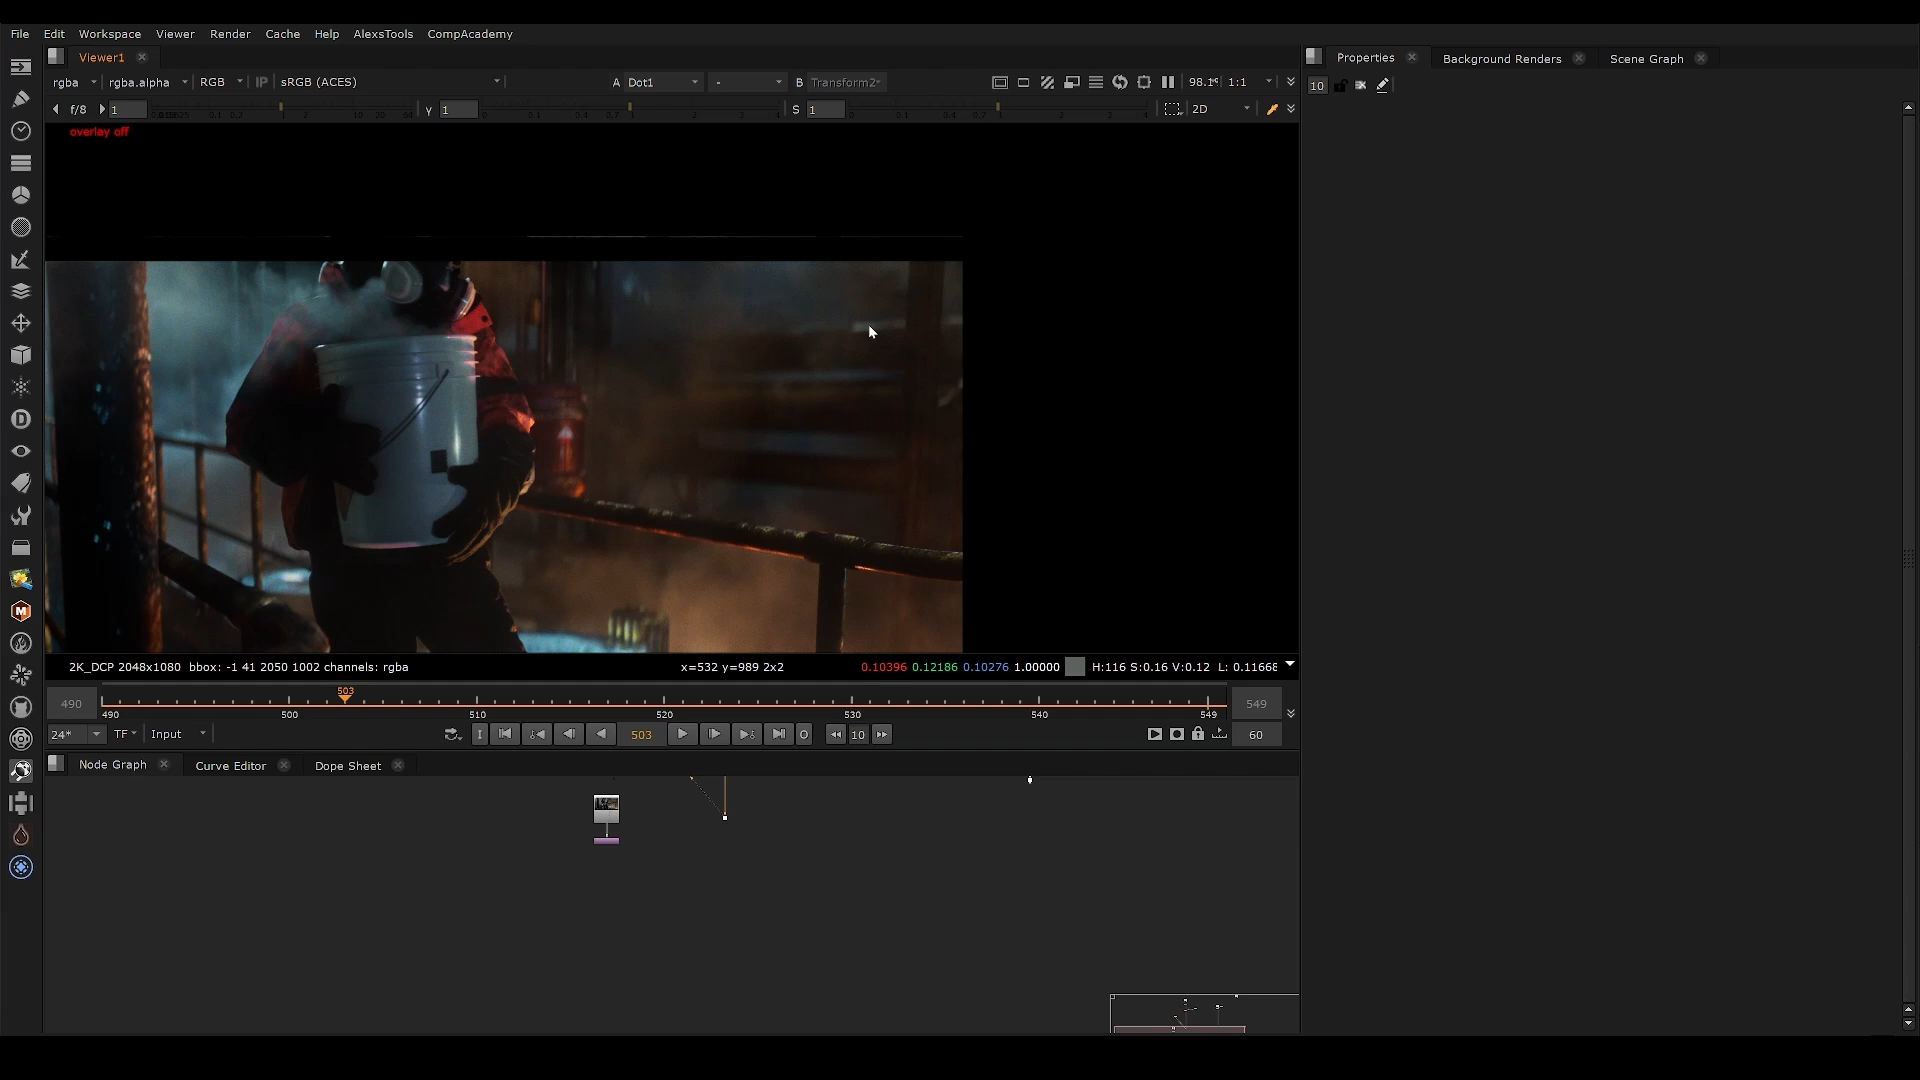 File Edit Workspace Viewer Render Cache Help AlexsTools CompAcademy
Viewer1
Properties Background Renders Scene Graph
rgba rgba.alpha RGB IP sRGB (ACES) A Dot1 - B Transform2 98.1 1:1
10
f/8 1 Y 1 S 1 2D
overlay off
2K_DCP 2048x1080 bbox: -1 41 2050 1002 channels: rgba x=532 y=989 2x2 0.10396 0.12186 0.10276 1.00000 H:116 S:0.16 V:0.12 L: 0.11668
503
490 549
490 500 510 520 530 540 549
24* TF Input I 503 O 10 60
Node Graph Curve Editor Dope Sheet
D
M